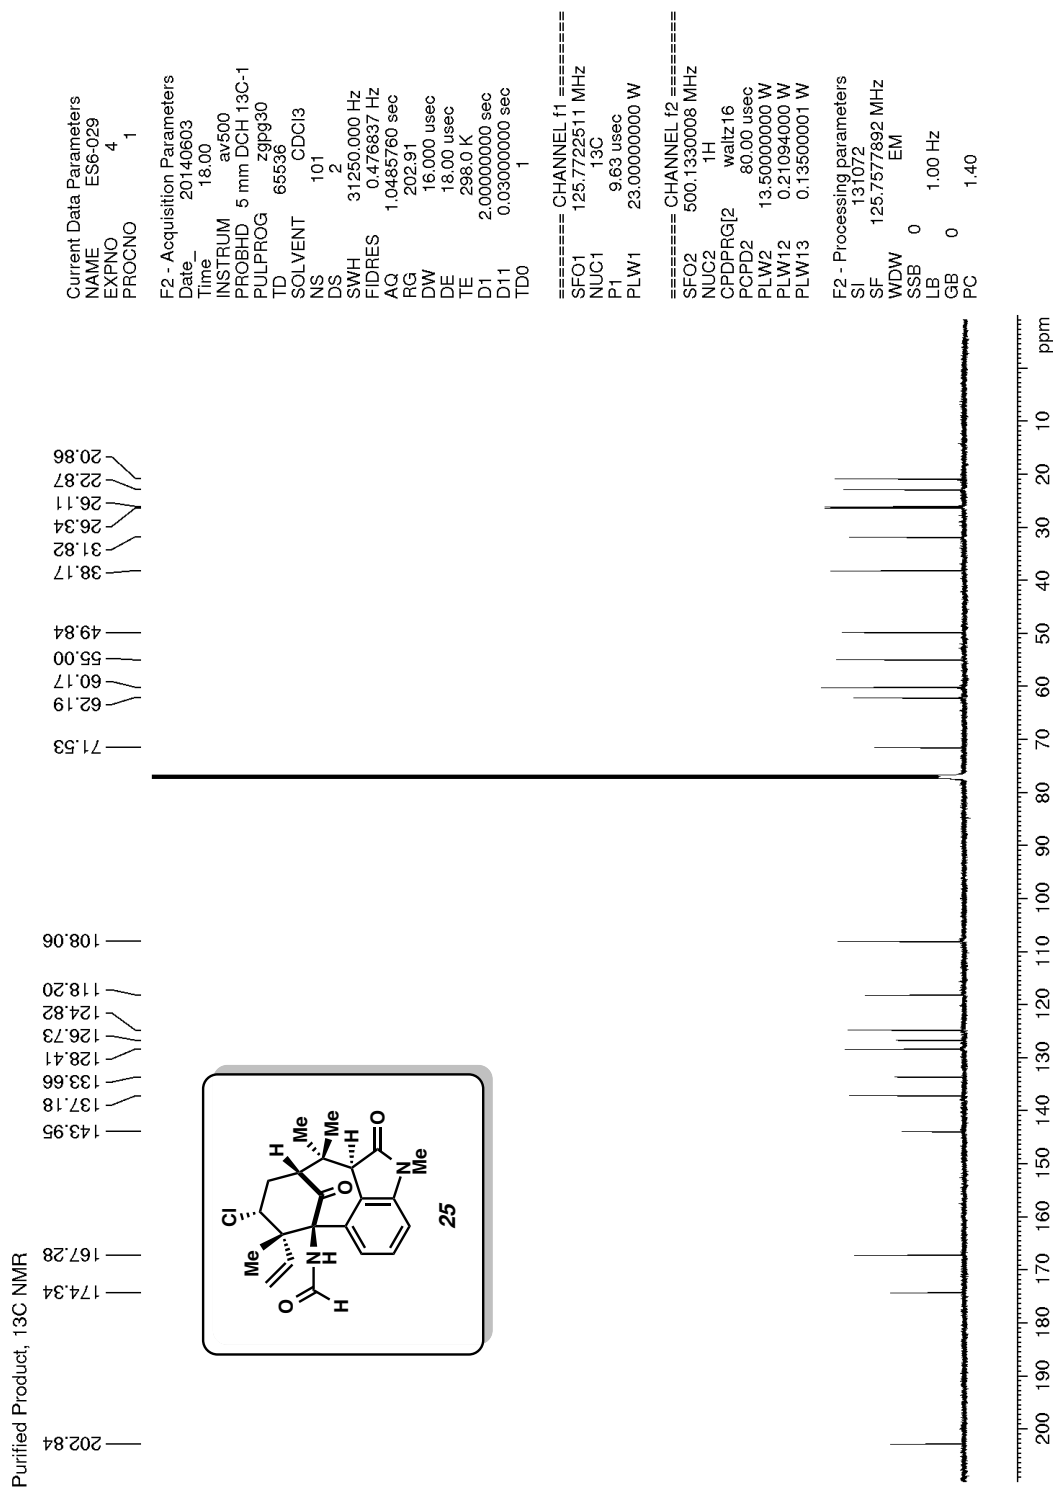 Purified Product, 13C NMR
202.84
174.34
167.28
143.95
137.18
133.66
128.41
126.73
124.82
118.20
108.06
71.53
62.19
60.17
55.00
49.84
38.17
31.82
26.34
26.11
22.87
20.86
Cl
H
Me
Me
Me
H
O
O
N
H
N
Me
O
H
25
Current Data Parameters
NAME ES6-029
EXPNO 4
PROCNO 1
F2 - Acquisition Parameters
Date_ 20140603
Time 18.00
INSTRUM av500
PROBHD 5 mm DCH 13C-1
PULPROG zgpg30
TD 65536
SOLVENT CDCl3
NS 101
DS 2
SWH 31250.000 Hz
FIDRES 0.476837 Hz
AQ 1.0485760 sec
RG 202.91
DW 16.000 usec
DE 18.00 usec
TE 298.0 K
D1 2.00000000 sec
D11 0.03000000 sec
TD0 1
======== CHANNEL f1 ========
SFO1 125.7722511 MHz
NUC1 13C
P1 9.63 usec
PLW1 23.00000000 W
======== CHANNEL f2 ========
SFO2 500.1330008 MHz
NUC2 1H
CPDPRG[2 waltz16
PCPD2 80.00 usec
PLW2 13.50000000 W
PLW12 0.21094000 W
PLW13 0.13500001 W
F2 - Processing parameters
SI 131072
SF 125.7577892 MHz
WDW EM
SSB 0
LB 1.00 Hz
GB 0
PC 1.40
200 190 180 170 160 150 140 130 120 110 100 90 80 70 60 50 40 30 20 10 ppm